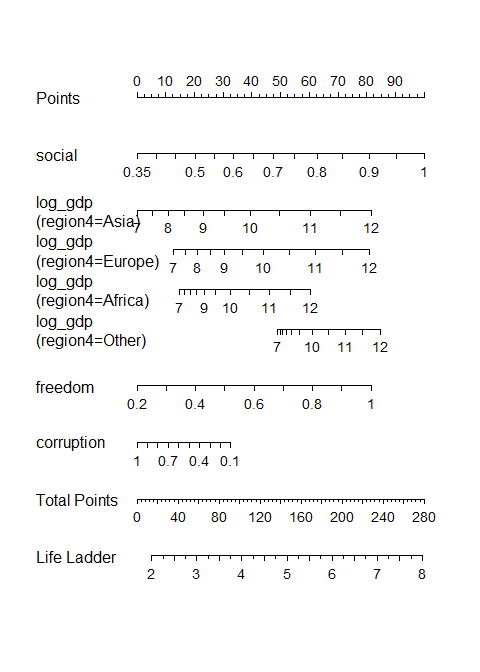 0 10 20 30 40 50 60 70 80 90
Points
social
0.35 0.5 0.6 0.7 0.8 0.9 1
log_gdp
(region4=Asia)
7 8 9 10 11 12
log_gdp
(region4=Europe)
7 8 9 10 11 12
log_gdp
(region4=Africa)
7 9 10 11 12
log_gdp
(region4=Other)
7 10 11 12
freedom
0.2 0.4 0.6 0.8 1
corruption
1 0.7 0.4 0.1
Total Points
0 40 80 120 160 200 240 280
Life Ladder
2 3 4 5 6 7 8